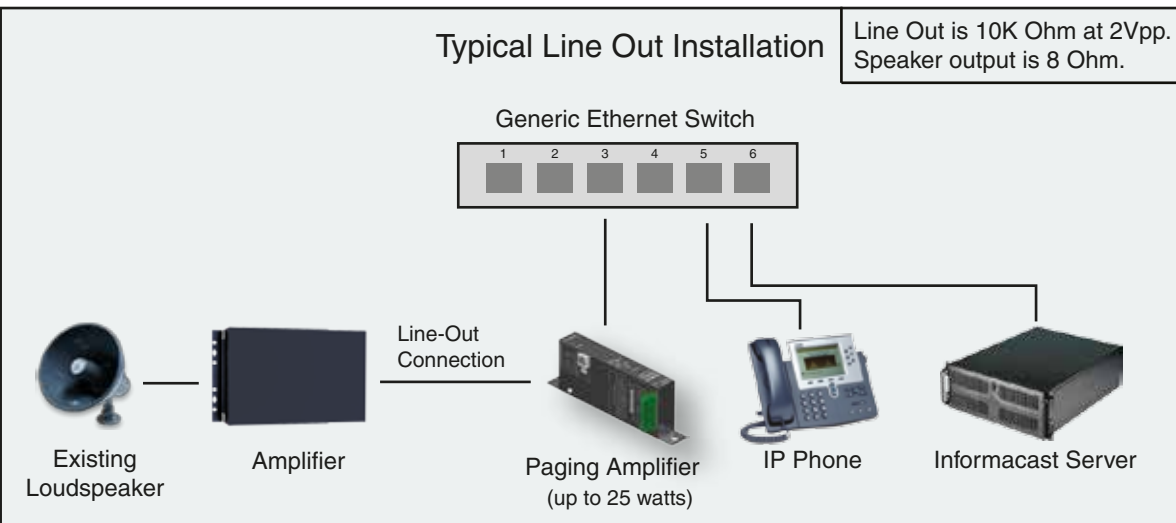 Typical Line Out Installation
Line Out is 10K Ohm at 2Vpp.
Speaker output is 8 Ohm.
Generic Ethernet Switch
1 2 3 4 5 6
Line-Out
Connection
Existing
Loudspeaker
Amplifier
Paging Amplifier
(up to 25 watts)
IP Phone
Informacast Server